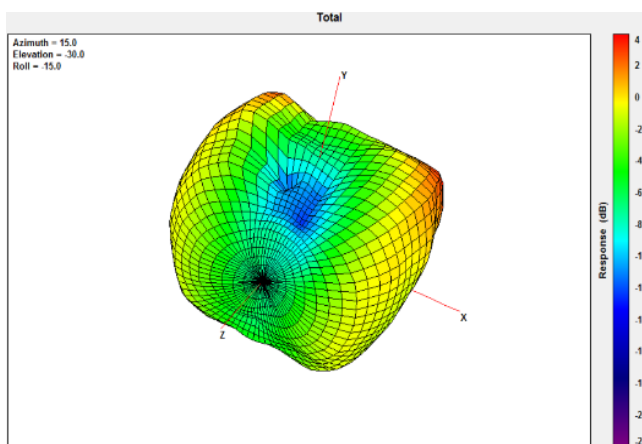 Total
Azimuth = 15.0
Elevation = -30.0
Roll = -15.0
Y
X
Z
Response (dB)
4
2
0
-2
-4
-6
-8